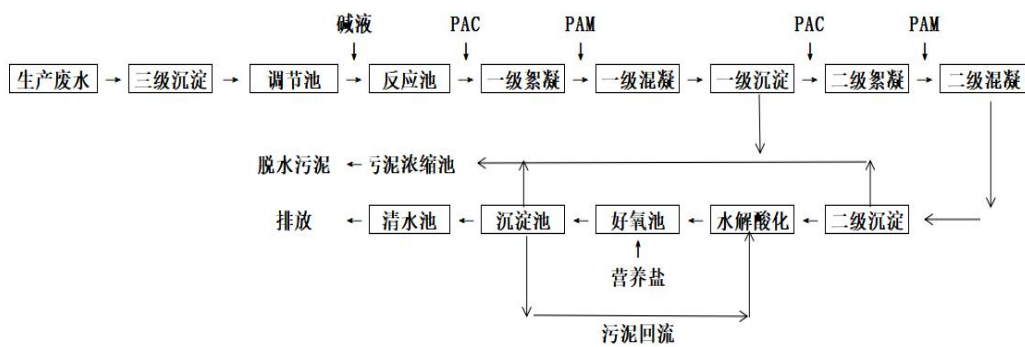 碱液 PAC PAM PAC PAM
生产废水 三级沉淀 调节池 反应池 一级絮凝 一级混凝 一级沉淀 二级絮凝 二级混凝
脱水污泥 污泥浓缩池
排放 清水池 沉淀池 好氧池 水解酸化 二级沉淀
营养盐
污泥回流